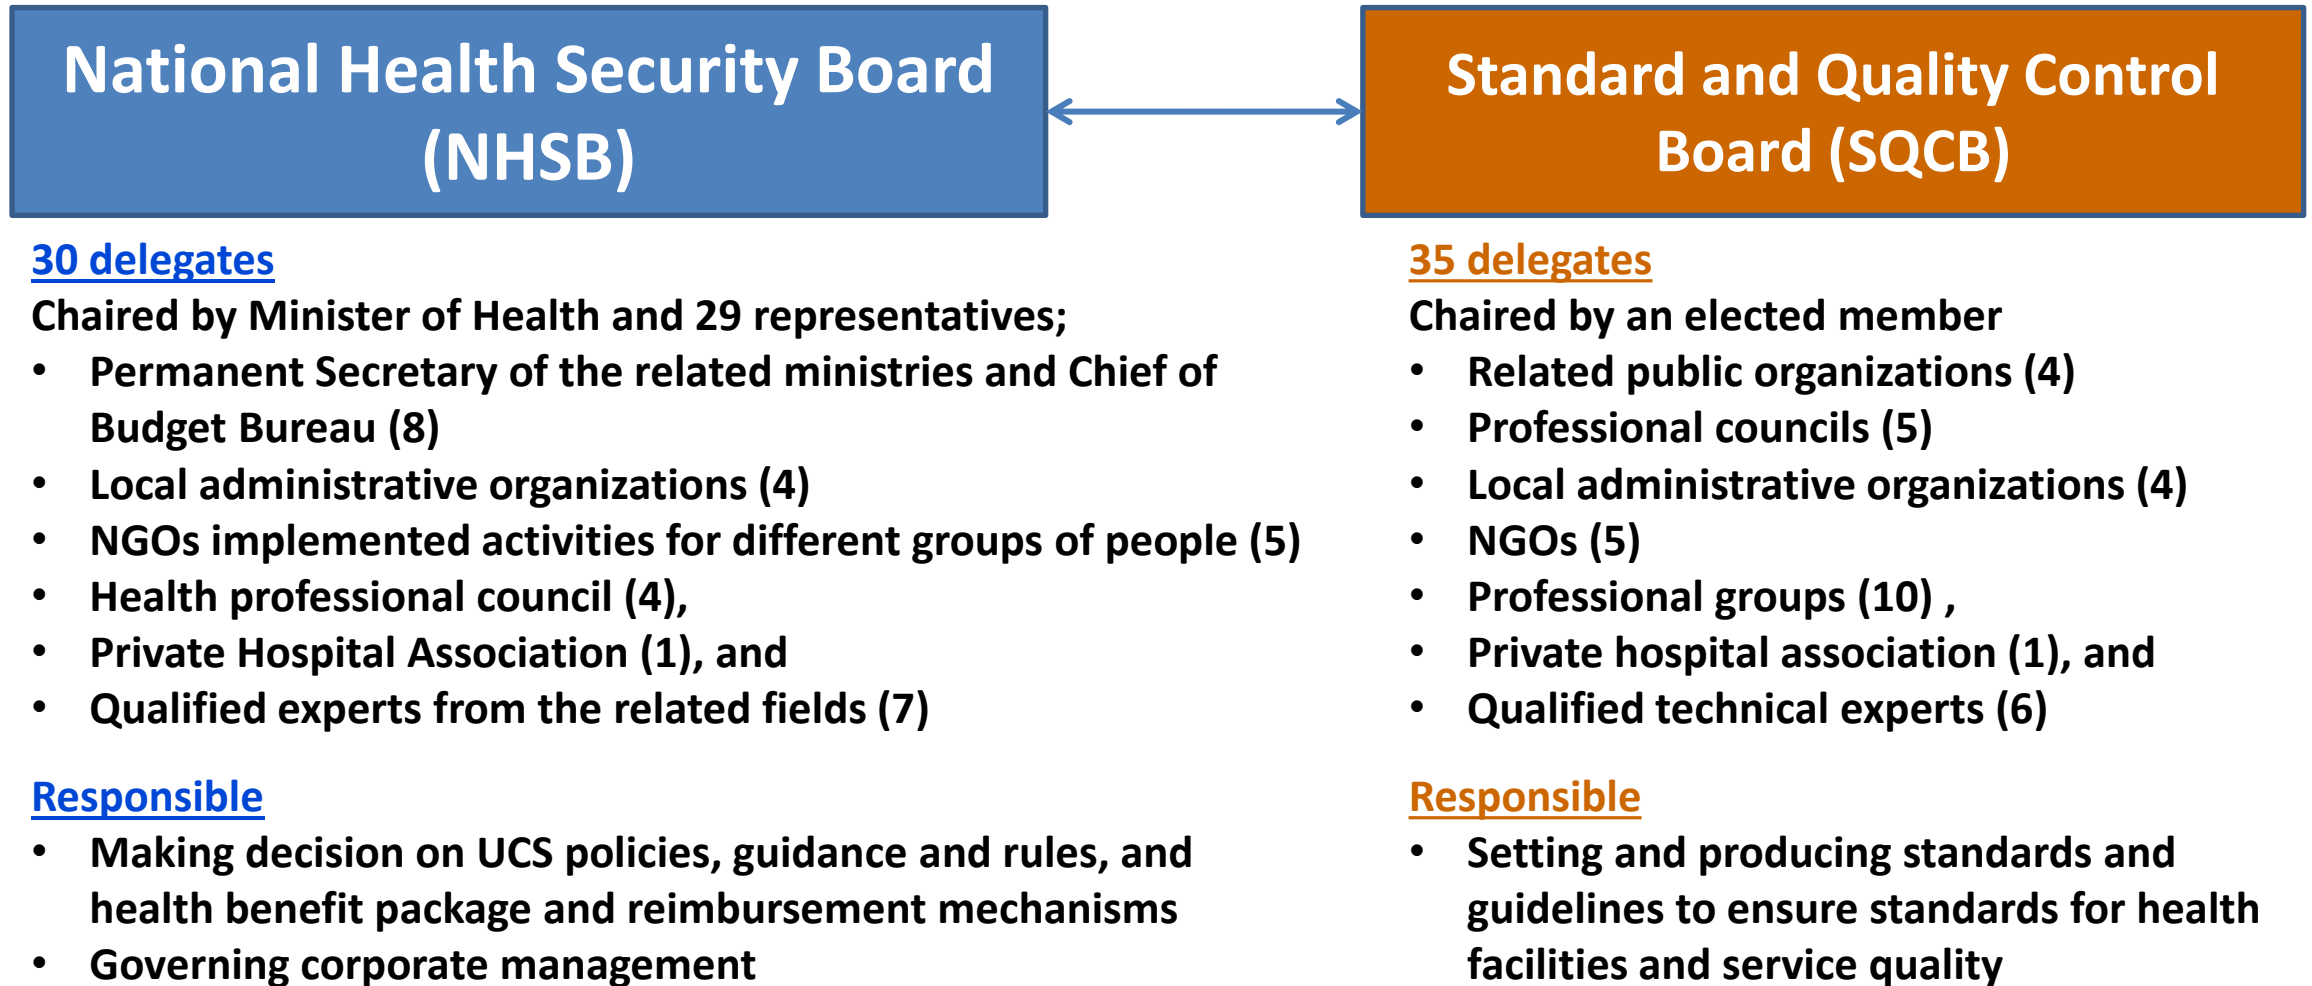 National Health Security Board
(NHSB)
Standard and Quality Control
Board (SQCB)
30 delegates
Chaired by Minister of Health and 29 representatives;
• Permanent Secretary of the related ministries and Chief of
Budget Bureau (8)
• Local administrative organizations (4)
• NGOs implemented activities for different groups of people (5)
• Health professional council (4),
• Private Hospital Association (1), and
• Qualified experts from the related fields (7)
Responsible
• Making decision on UCS policies, guidance and rules, and
health benefit package and reimbursement mechanisms
• Governing corporate management
35 delegates
Chaired by an elected member
• Related public organizations (4)
• Professional councils (5)
• Local administrative organizations (4)
• NGOs (5)
• Professional groups (10) ,
• Private hospital association (1), and
• Qualified technical experts (6)
Responsible
• Setting and producing standards and
guidelines to ensure standards for health
facilities and service quality